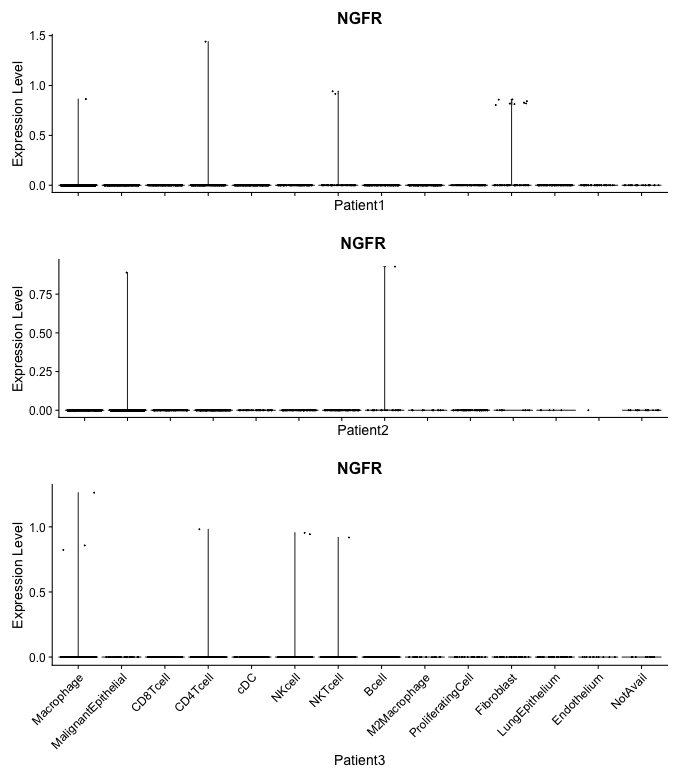 NGFR
Expression Level
1.5
1.0
0.5
0.0
Patient1
NGFR
Expression Level
0.75
0.50
0.25
0.00
Patient2
NGFR
Expression Level
1.0
0.5
0.0
Macrophage
MalignantEpithelial
CD8Tcell
CD4Tcell
cDC
NKcell
NKTcell
Bcell
M2Macrophage
ProliferatingCell
Fibroblast
LungEpithelium
Endothelium
NotAvail
Patient3